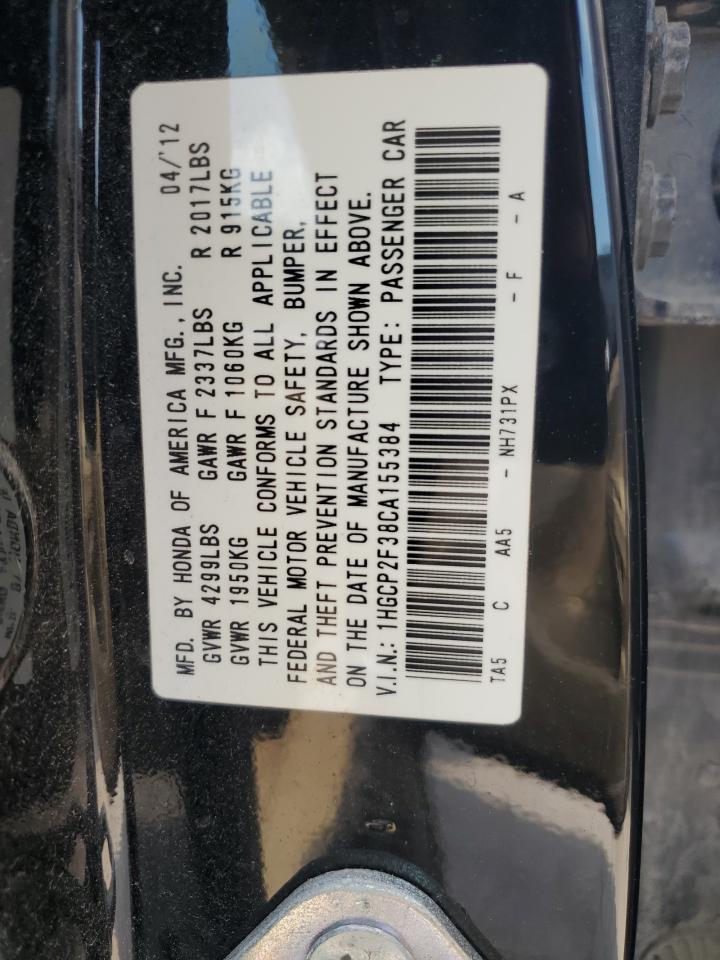 MFD. BY HONDA OF AMERICA MFG., INC. 04/'12
GVWR 4299LBS GAWR F 2337LBS R 2017LBS
GVWR 1950KG GAWR F 1060KG R 915KG
THIS VEHICLE CONFORMS TO ALL APPLICABLE
FEDERAL MOTOR VEHICLE SAFETY, BUMPER,
AND THEFT PREVENTION STANDARDS IN EFFECT
ON THE DATE OF MANUFACTURE SHOWN ABOVE.
V.I.N.: 1HGCP2F38CA155384 TYPE: PASSENGER CAR
TA5 C AA5 - NH731PX - F - A